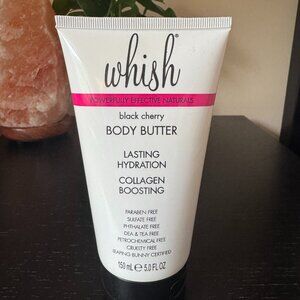 whish
POWERFULLY EFFECTIVE NATURALS
black cherry
BODY BUTTER
LASTING
HYDRATION
COLLAGEN
BOOSTING
PARABEN FREE
SULFATE FREE
PHTHALATE FREE
DEA & TEA FREE
PETROCHEMICAL FREE
CRUELTY FREE
LEAPING BUNNY CERTIFIED
150 mL ℮ 5.0 FL OZ